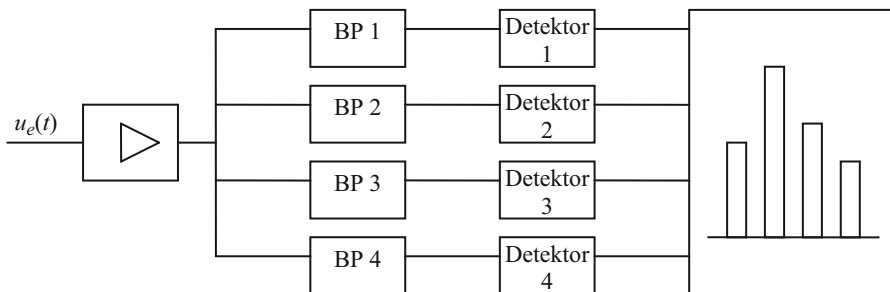 BP 1
Detektor
1
u_e(t)
BP 2
Detektor
2
BP 3
Detektor
3
BP 4
Detektor
4